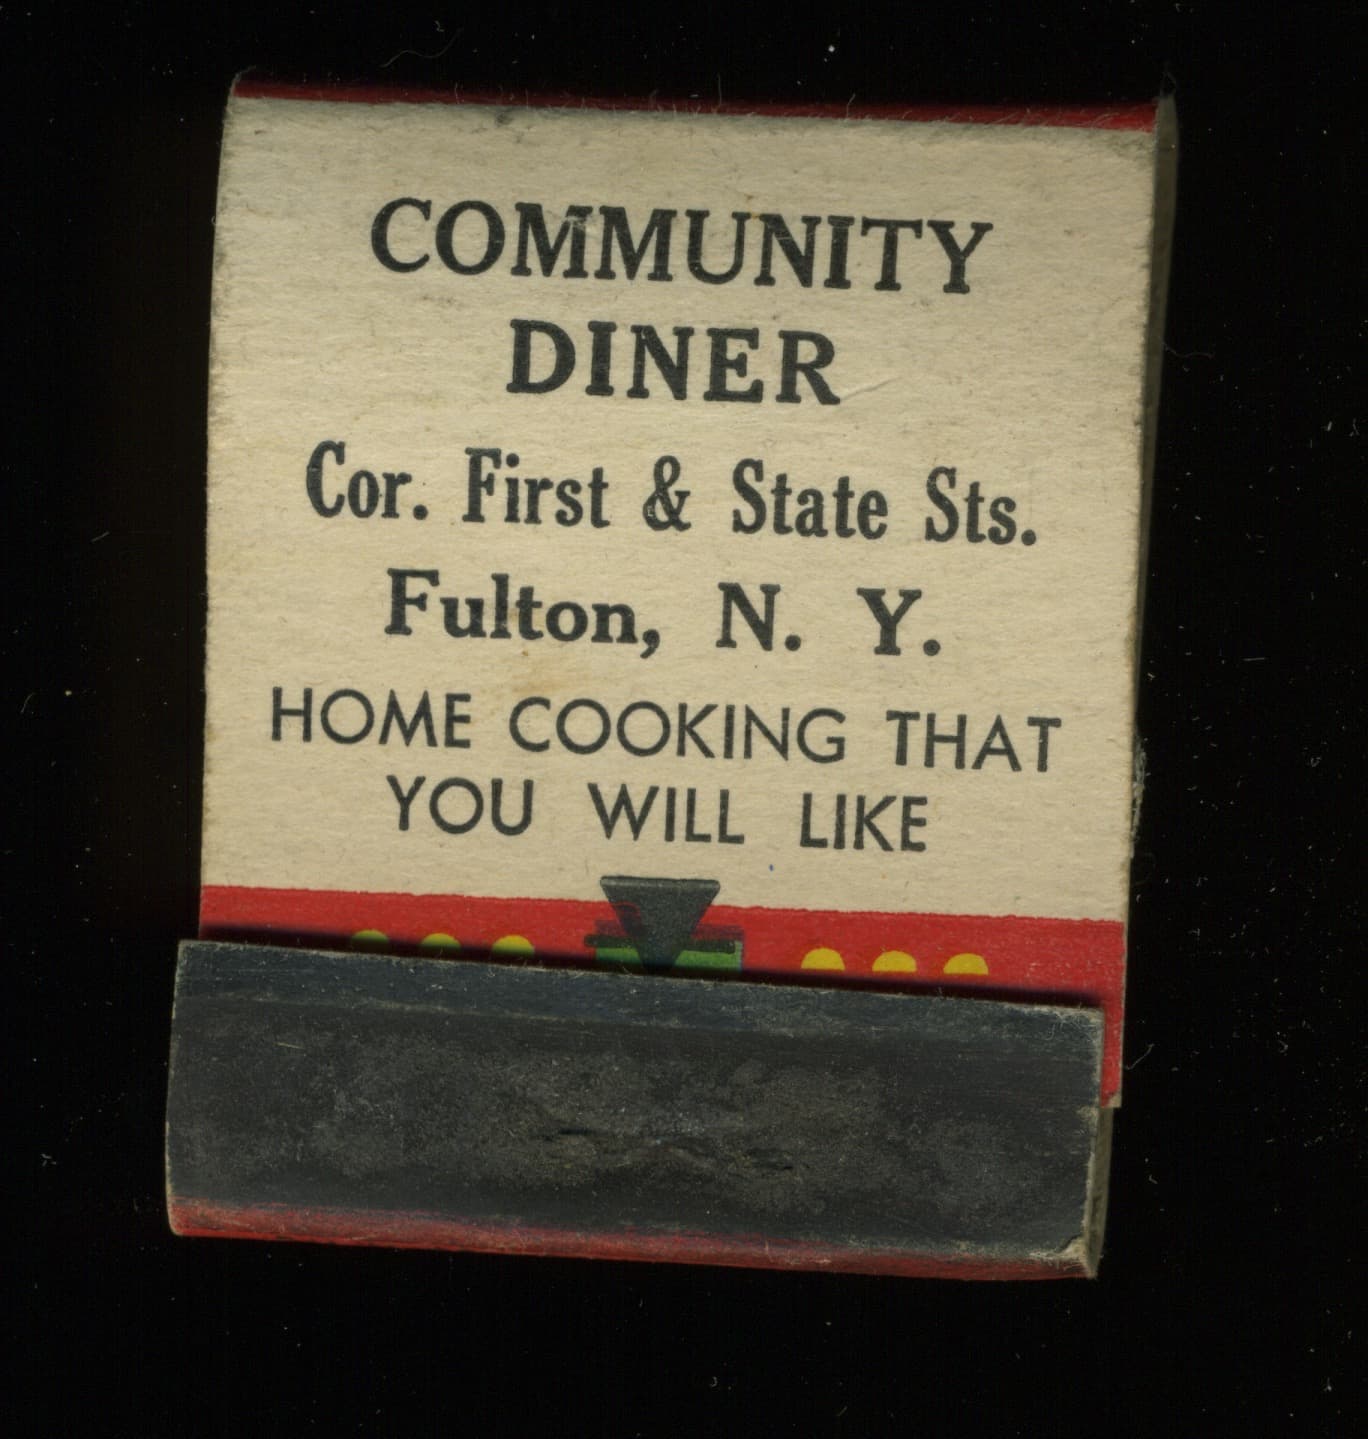 COMMUNITY
DINER
Cor. First & State Sts.
Fulton, N. Y.
HOME COOKING THAT
YOU WILL LIKE